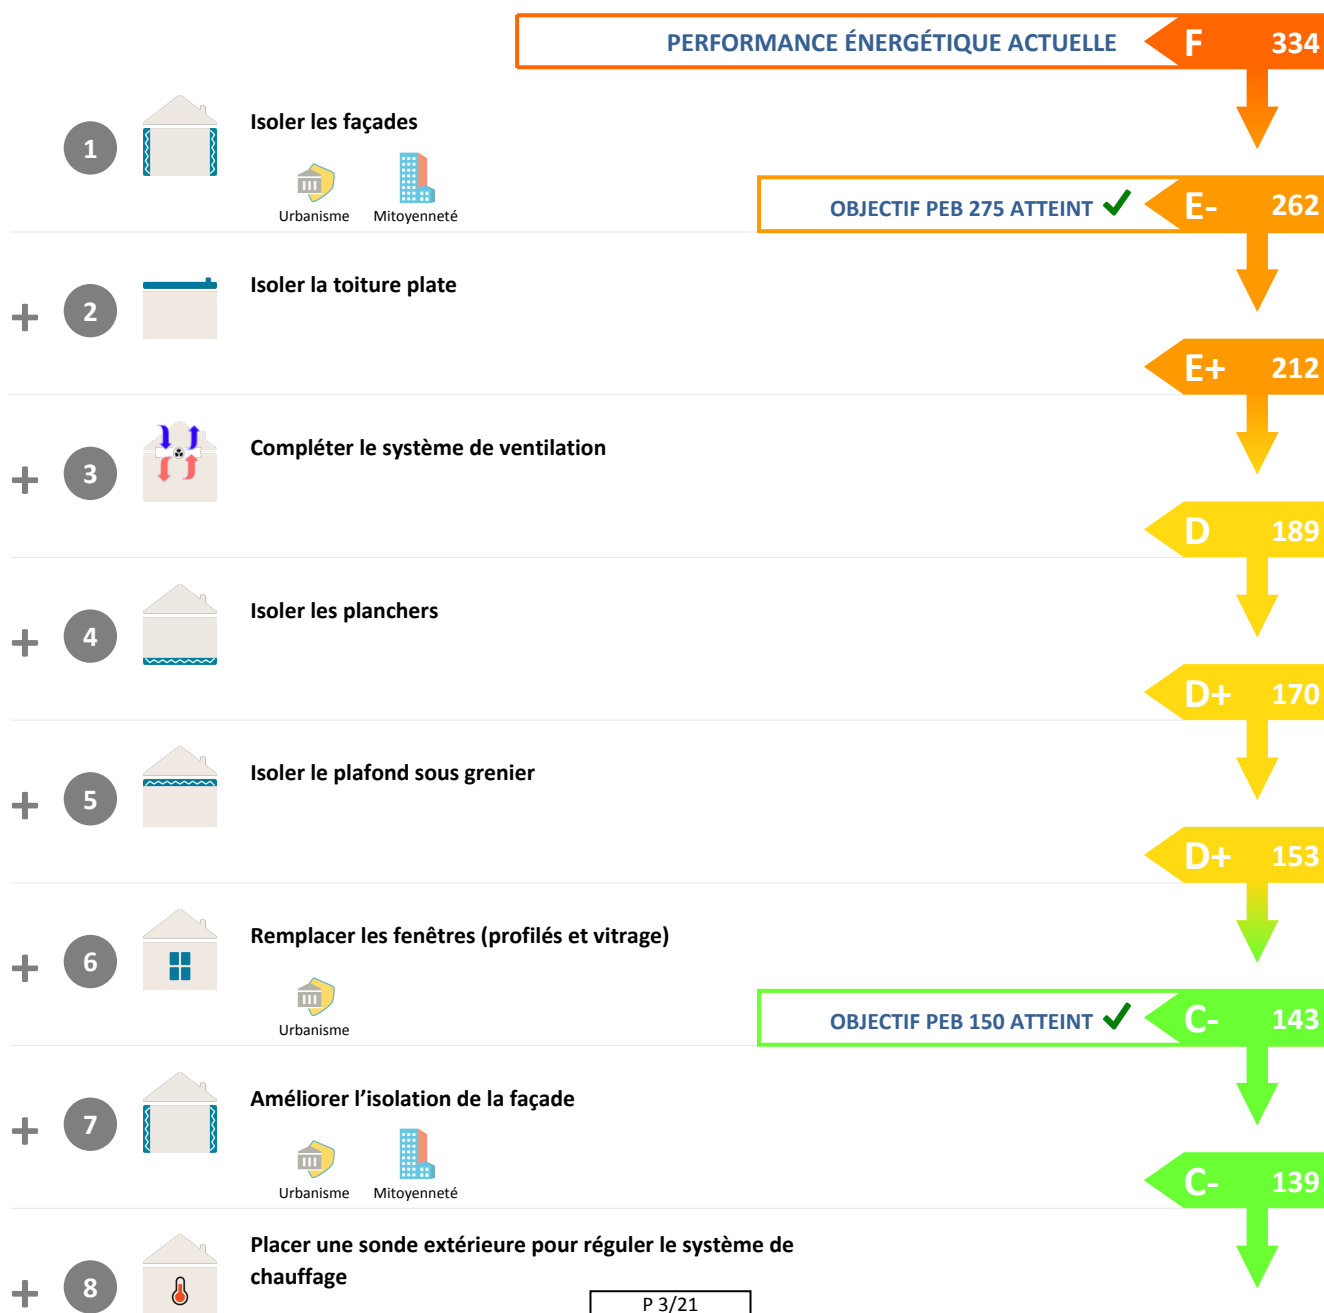 PERFORMANCE ÉNERGÉTIQUE ACTUELLE F 334
1 Isoler les façades
Urbanisme Mitoyenneté
OBJECTIF PEB 275 ATTEINT E- 262
+ 2 Isoler la toiture plate
E+ 212
+ 3 Compléter le système de ventilation
D 189
+ 4 Isoler les planchers
D+ 170
+ 5 Isoler le plafond sous grenier
D+ 153
+ 6 Remplacer les fenêtres (profilés et vitrage)
Urbanisme
OBJECTIF PEB 150 ATTEINT C- 143
+ 7 Améliorer l’isolation de la façade
Urbanisme Mitoyenneté
C- 139
+ 8 Placer une sonde extérieure pour réguler le système de
chauffage
P 3/21